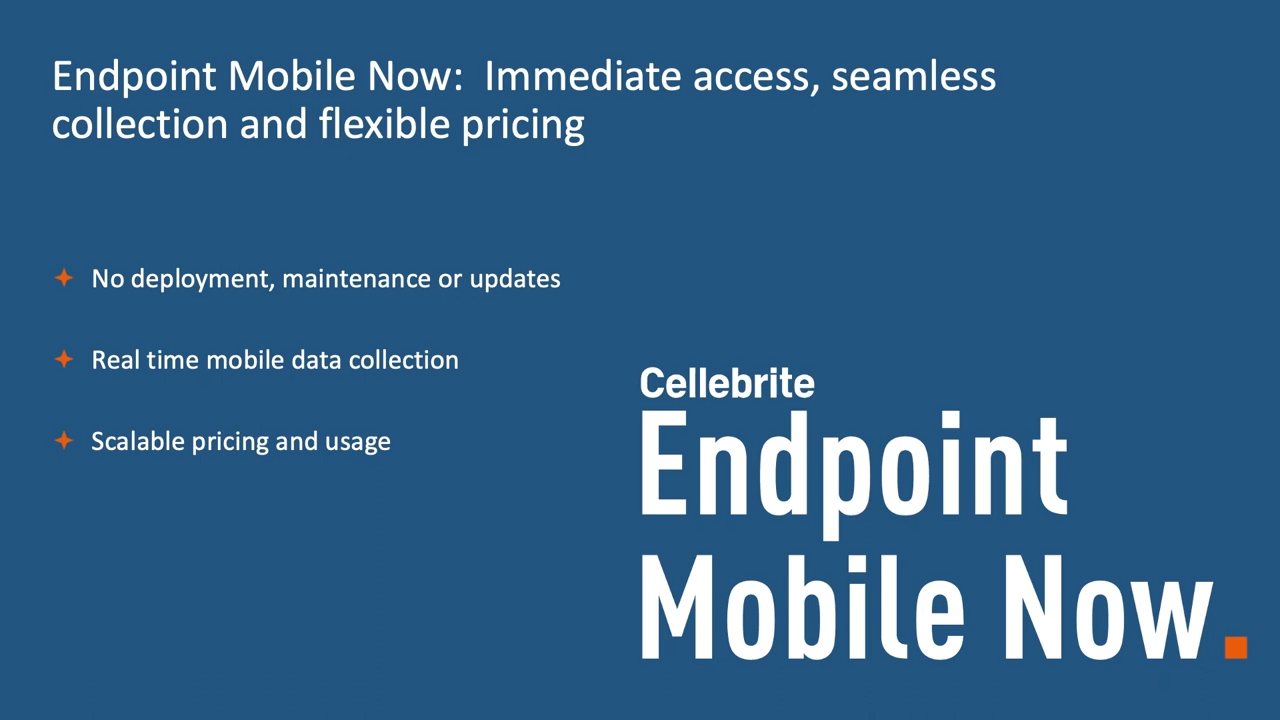 Endpoint Mobile Now:  Immediate access, seamless
collection and flexible pricing
No deployment, maintenance or updates
Real time mobile data collection
Scalable pricing and usage
Cellebrite
Endpoint
Mobile Now.